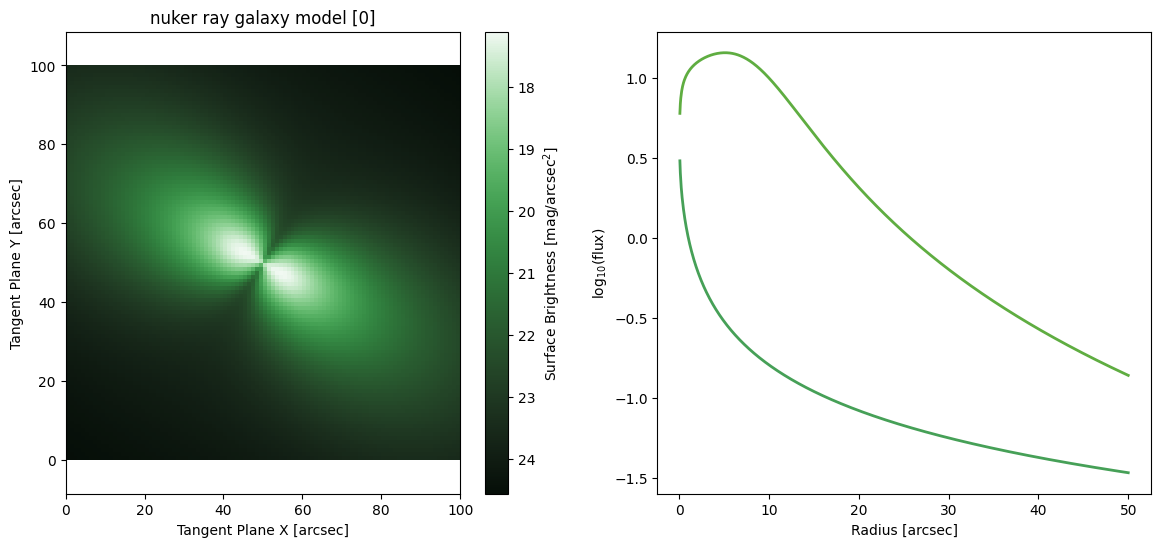 nuker ray galaxy model [0]
100
80
60
40
20
0
Tangent Plane Y [arcsec]
0 20 40 60 80 100
Tangent Plane X [arcsec]
18
19
20
21
22
23
24
Surface Brightness [mag/arcsec²]
1.0
0.5
0.0
−0.5
−1.0
−1.5
log₁₀(flux)
0 10 20 30 40 50
Radius [arcsec]